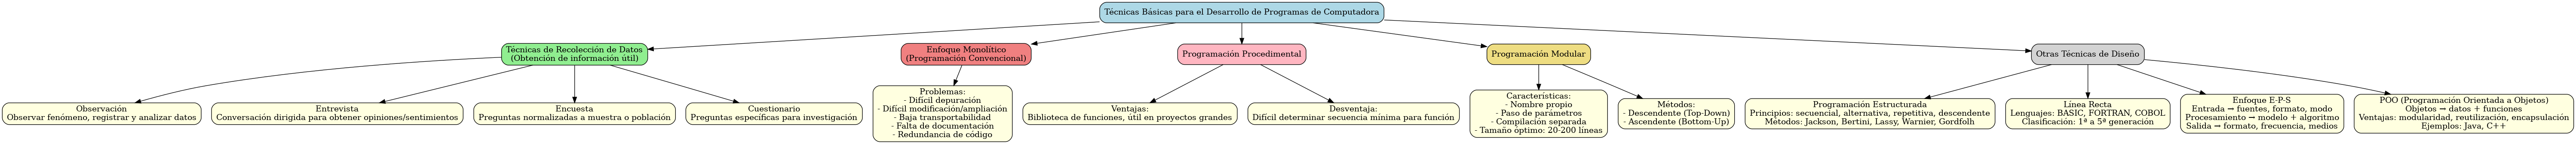 Técnicas Básicas para el Desarrollo de Programas de Computadora
Técnicas de Recolección de Datos
(Obtención de información útil)
Enfoque Monolítico
(Programación Convencional)
Programación Procedimental
Programación Modular
Otras Técnicas de Diseño
Observación
Observar fenómeno, registrar y analizar datos
Entrevista
Conversación dirigida para obtener opiniones/sentimientos
Encuesta
Preguntas normalizadas a muestra o población
Cuestionario
Preguntas específicas para investigación
Problemas:
- Difícil depuración
- Difícil modificación/ampliación
- Baja transportabilidad
- Falta de documentación
- Redundancia de código
Ventajas:
Biblioteca de funciones, útil en proyectos grandes
Desventaja:
Difícil determinar secuencia mínima para función
Características:
- Nombre propio
- Paso de parámetros
- Compilación separada
- Tamaño óptimo: 20-200 líneas
Métodos:
- Descendente (Top-Down)
- Ascendente (Bottom-Up)
Programación Estructurada
Principios: secuencial, alternativa, repetitiva, descendente
Métodos: Jackson, Bertini, Lassy, Warnier, Gordfolh
Línea Recta
Lenguajes: BASIC, FORTRAN, COBOL
Clasificación: 1ª a 5ª generación
Enfoque E-P-S
Entrada → fuentes, formato, modo
Procesamiento → modelo + algoritmo
Salida → formato, frecuencia, medios
POO (Programación Orientada a Objetos)
Objetos → datos + funciones
Ventajas: modularidad, reutilización, encapsulación
Ejemplos: Java, C++